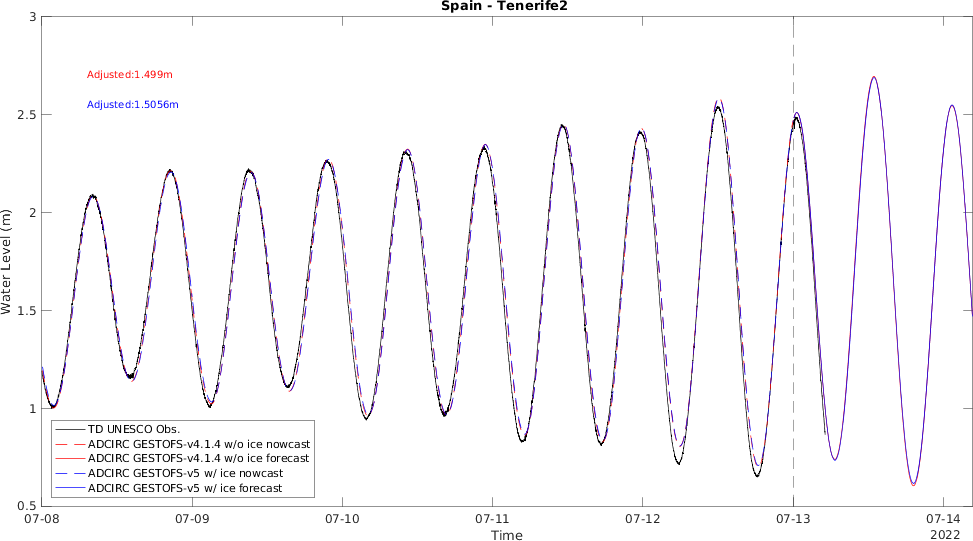 Spain - Tenerife2
3
Adjusted:1.499m
Adjusted:1.5056m
2.5
2
Water Level (m)
1.5
1
TD UNESCO Obs.
ADCIRC GESTOFS-v4.1.4 w/o ice nowcast
ADCIRC GESTOFS-v4.1.4 w/o ice forecast
ADCIRC GESTOFS-v5 w/ ice nowcast
ADCIRC GESTOFS-v5 w/ ice forecast
0.5
07-08 07-09 07-10 07-11 07-12 07-13 07-14
Time 2022